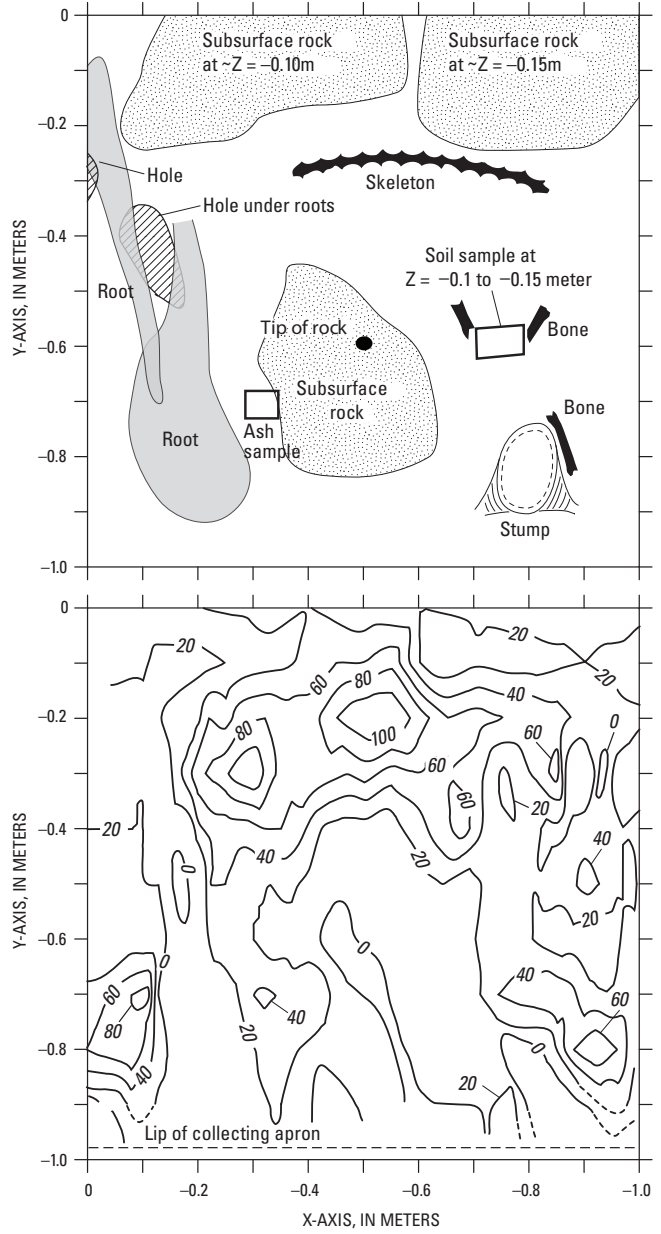 0
−0.2
−0.4
−0.6
−0.8
−1.0
Y-AXIS, IN METERS
Subsurface rock
at ~Z = −0.10m
Subsurface rock
at ~Z = −0.15m
Hole
Skeleton
Hole under roots
Soil sample at
Z = −0.1 to −0.15 meter
Root
Tip of rock
Bone
Subsurface
rock
Bone
Root
Ash
sample
Stump
0
−0.2
−0.4
−0.6
−0.8
−1.0
Y-AXIS, IN METERS
20
20
60
80
40
20
80
100
0
60
60
60
20
20
40
20
40
0
20
0
0
40
60
60
80
40
20
0
40
20
Lip of collecting apron
0
−0.2
−0.4
−0.6
−0.8
−1.0
X-AXIS, IN METERS